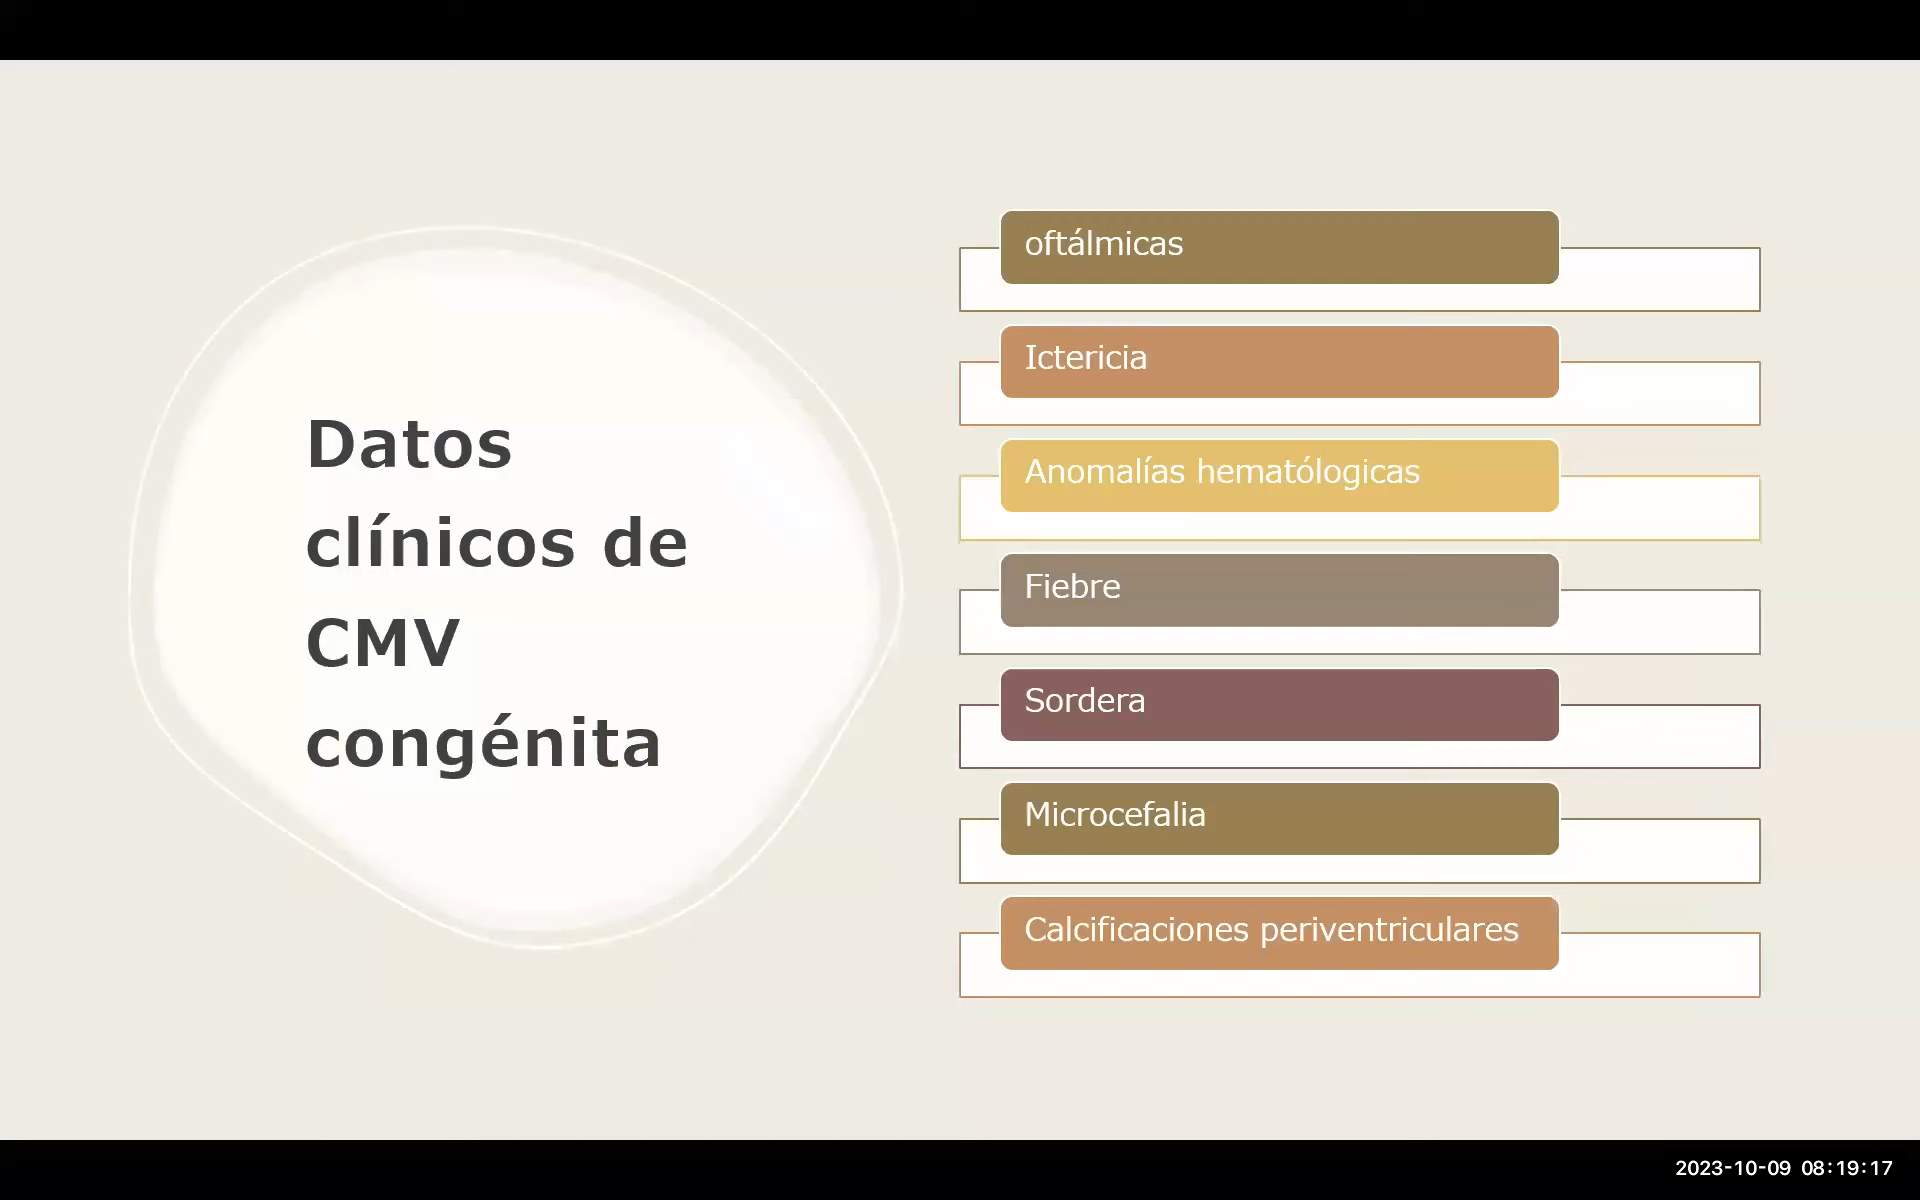 Datos
clínicos de
CMV
congénita
oftálmicas
Ictericia
Anomalías hematólogicas
Fiebre
Sordera
Microcefalia
Calcificaciones periventriculares
2023-10-09 08:19:17